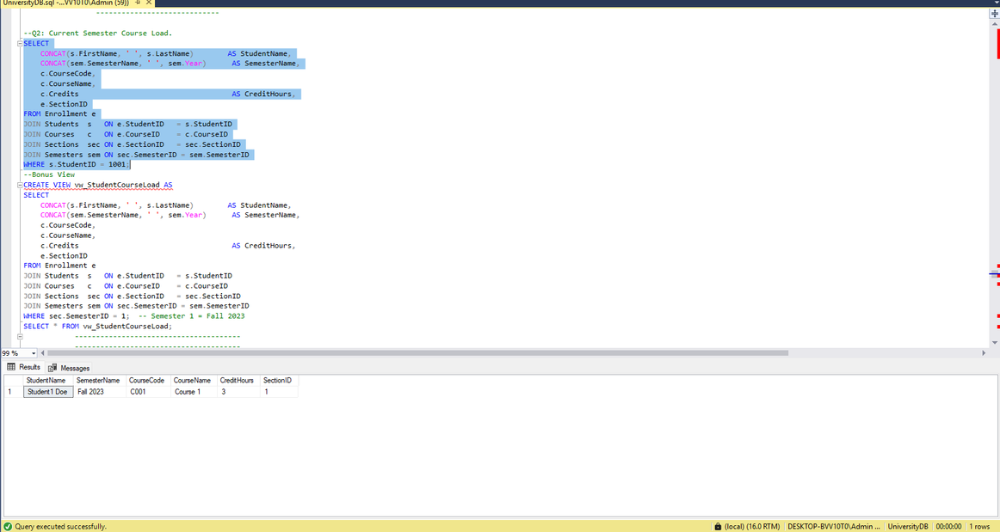 UniversityDB.sql -...VV10T0\Admin (59))
----------------------------
--Q2: Current Semester Course Load.
SELECT
CONCAT(s.FirstName, ' ', s.LastName) AS StudentName,
CONCAT(sem.SemesterName, ' ', sem.Year) AS SemesterName,
c.CourseCode,
c.CourseName,
c.Credits AS CreditHours,
e.SectionID
FROM Enrollment e
JOIN Students s ON e.StudentID = s.StudentID
JOIN Courses c ON e.CourseID = c.CourseID
JOIN Sections sec ON e.SectionID = sec.SectionID
JOIN Semesters sem ON sec.SemesterID = sem.SemesterID
WHERE s.StudentID = 1001;
--Bonus View
CREATE VIEW vw_StudentCourseLoad AS
SELECT
CONCAT(s.FirstName, ' ', s.LastName) AS StudentName,
CONCAT(sem.SemesterName, ' ', sem.Year) AS SemesterName,
c.CourseCode,
c.CourseName,
c.Credits AS CreditHours,
e.SectionID
FROM Enrollment e
JOIN Students s ON e.StudentID = s.StudentID
JOIN Courses c ON e.CourseID = c.CourseID
JOIN Sections sec ON e.SectionID = sec.SectionID
JOIN Semesters sem ON sec.SemesterID = sem.SemesterID
WHERE sec.SemesterID = 1; -- Semester 1 = Fall 2023
SELECT * FROM vw_StudentCourseLoad;
---------------------------------------
---------------------------------------
99 %
Results Messages
StudentName SemesterName CourseCode CourseName CreditHours SectionID
1 Student1 Doe Fall 2023 C001 Course 1 3 1
Query executed successfully. (local) (16.0 RTM) DESKTOP-BVV10T0\Admin ... UniversityDB 00:00:00 1 rows